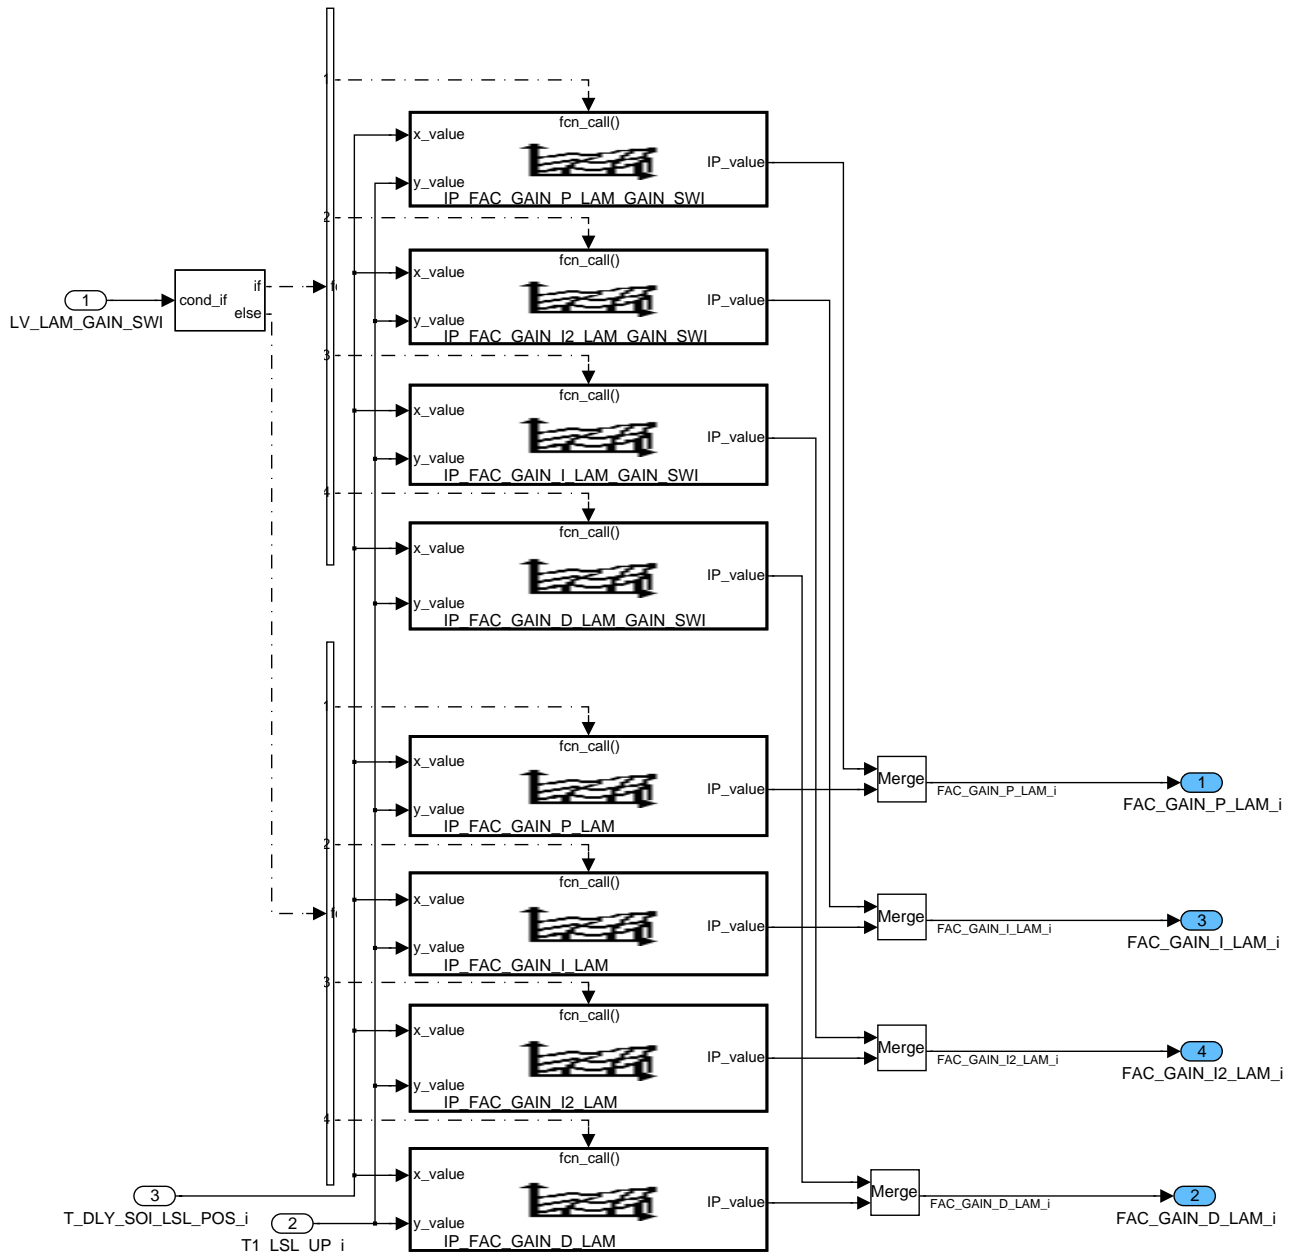 1
fcn_call()
x_value
IP_value
y_value
IP_FAC_GAIN_P_LAM_GAIN_SWI
2
fcn_call()
x_value
if
cond_if
1
IP_value
else
LV_LAM_GAIN_SWI
y_value
IP_FAC_GAIN_I2_LAM_GAIN_SWI
3
fcn_call()
x_value
IP_value
y_value
IP_FAC_GAIN_I_LAM_GAIN_SWI
4
fcn_call()
x_value
IP_value
y_value
IP_FAC_GAIN_D_LAM_GAIN_SWI
1
fcn_call()
x_value
Merge
1
IP_value
FAC_GAIN_P_LAM_i
FAC_GAIN_P_LAM_i
y_value
IP_FAC_GAIN_P_LAM
2
fcn_call()
x_value
Merge
3
IP_value
FAC_GAIN_I_LAM_i
FAC_GAIN_I_LAM_i
y_value
IP_FAC_GAIN_I_LAM
3
fcn_call()
x_value
Merge
4
IP_value
FAC_GAIN_I2_LAM_i
FAC_GAIN_I2_LAM_i
y_value
IP_FAC_GAIN_I2_LAM
4
fcn_call()
x_value
Merge
3
2
IP_value
FAC_GAIN_D_LAM_i
FAC_GAIN_D_LAM_i
T_DLY_SOI_LSL_POS_i
2
y_value
T1_LSL_UP_i
IP_FAC_GAIN_D_LAM